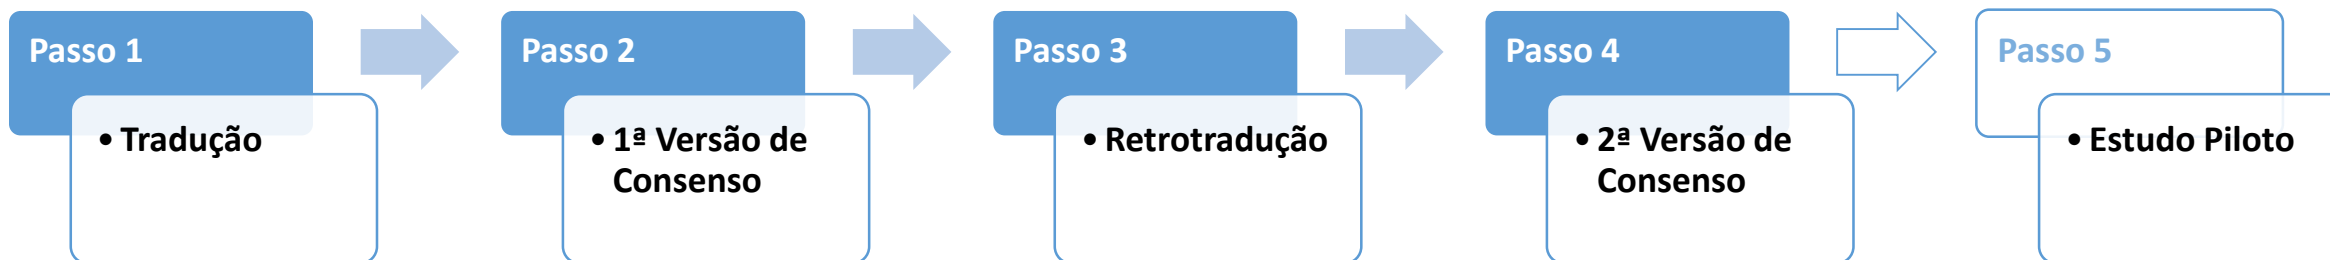 Passo 1
• Tradução
Passo 2
• 1ª Versão de
Consenso
Passo 3
• Retrotradução
Passo 4
• 2ª Versão de
Consenso
Passo 5
• Estudo Piloto